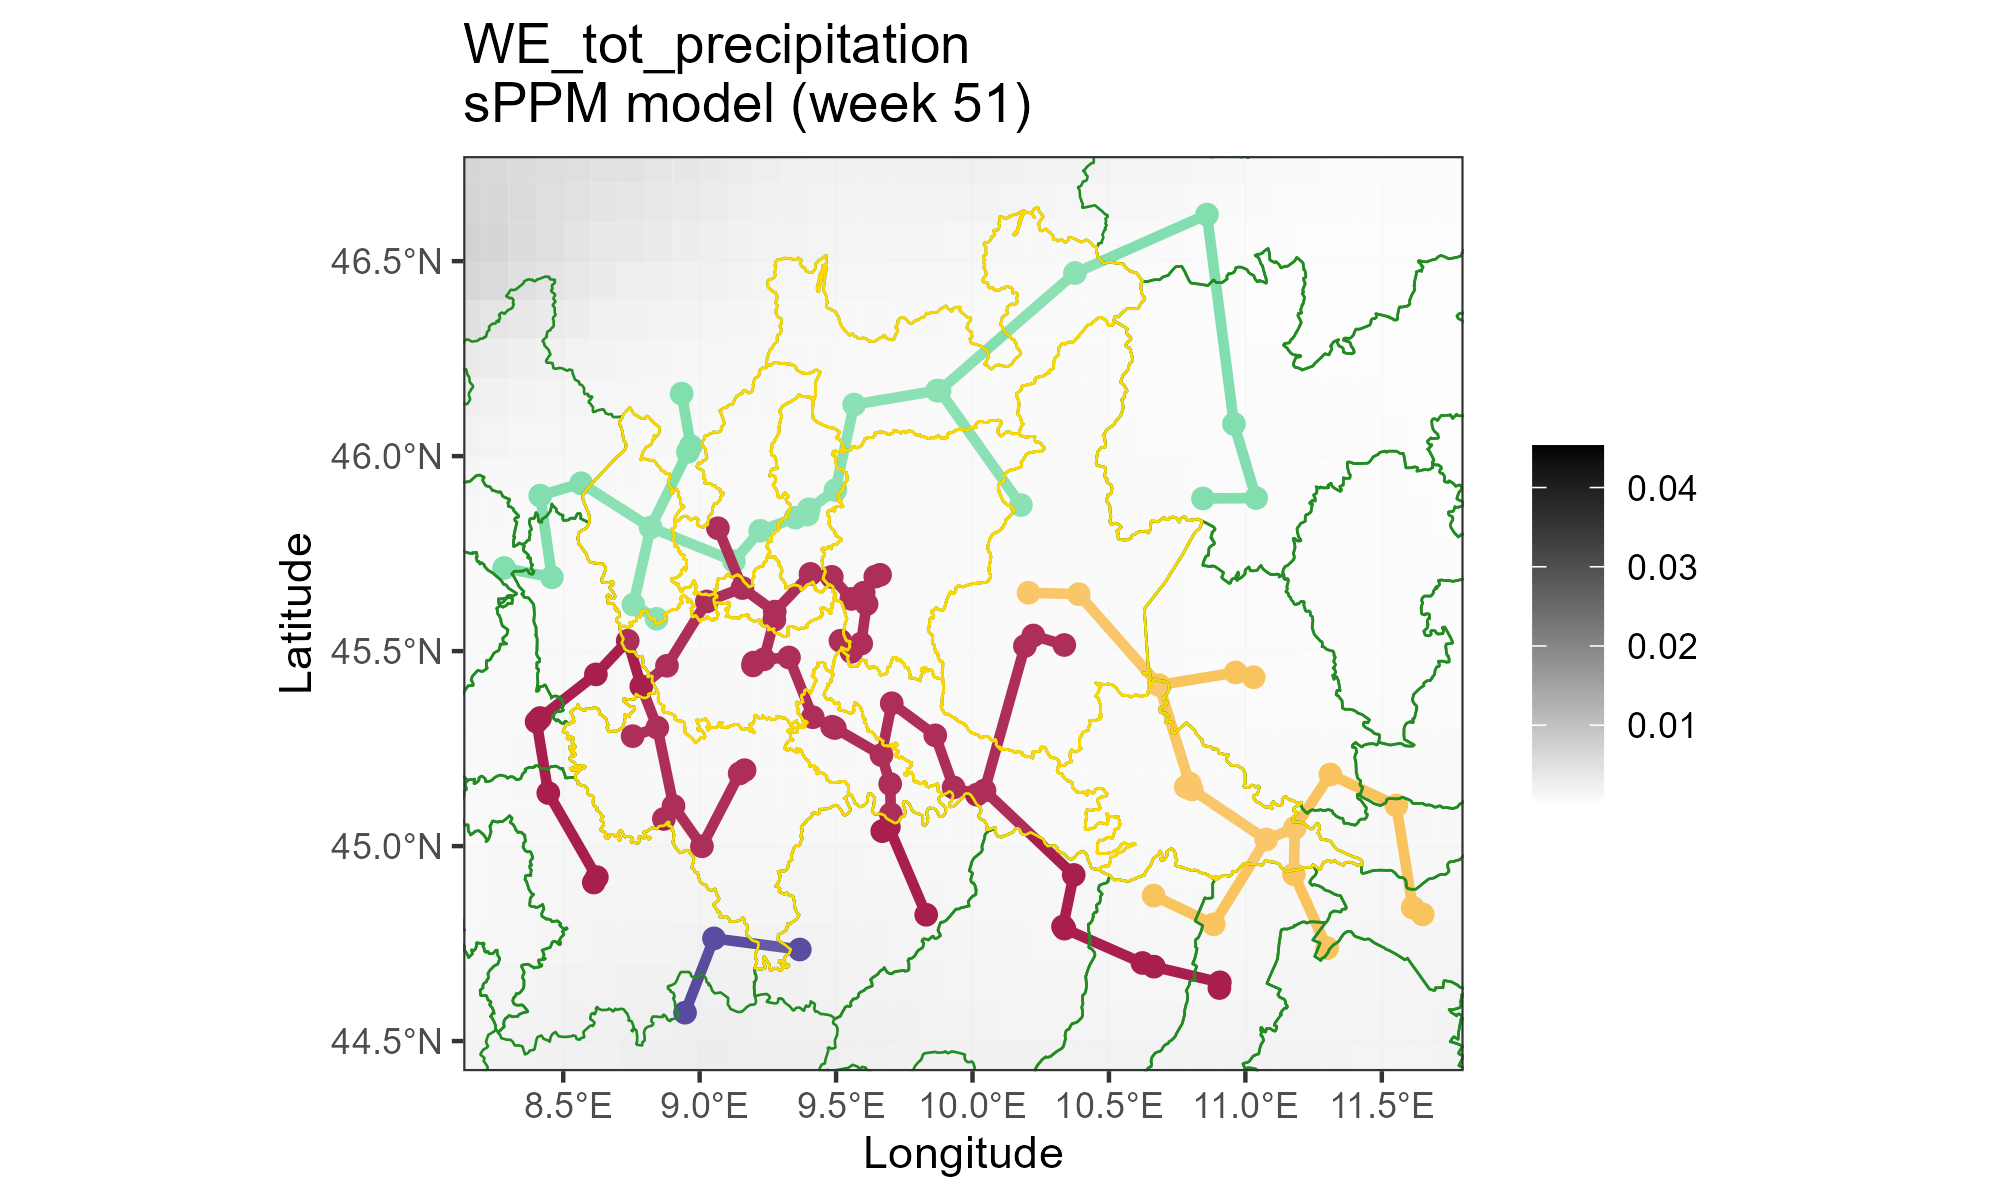 WE_tot_precipitation
sPPM model (week 51)
46.5°N
46.0°N
45.5°N
45.0°N
44.5°N
Latitude
8.5°E 9.0°E 9.5°E 10.0°E 10.5°E 11.0°E 11.5°E
Longitude
0.04
0.03
0.02
0.01